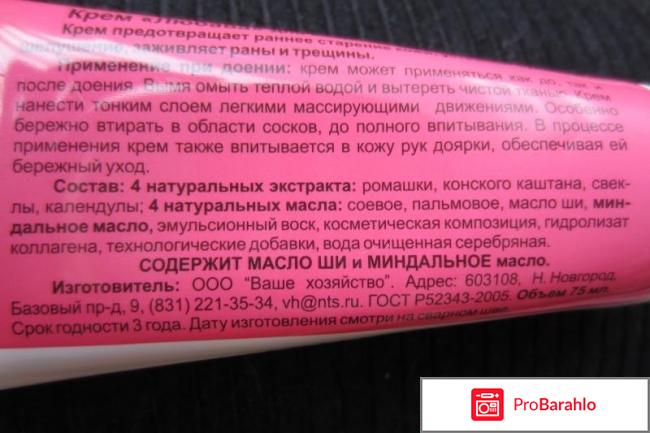 Крем «Любава
Крем предотвращает раннее старение
шелушение, заживляет раны и трещины.
Применение при доении: крем может применяться как до, так и
после доения. Вымя омыть теплой водой и вытереть чистой тканью. Крем
нанести тонким слоем легкими массирующими движениями. Особенно
бережно втирать в области сосков, до полного впитывания. В процессе
применения крем также впитывается в кожу рук доярки, обеспечивая ей
бережный уход.
Состав: 4 натуральных экстракта: ромашки, конского каштана, свек-
лы, календулы; 4 натуральных масла: соевое, пальмовое, масло ши, мин-
дальное масло, эмульсионный воск, косметическая композиция, гидролизат
коллагена, технологические добавки, вода очищенная серебряная.
СОДЕРЖИТ МАСЛО ШИ и МИНДАЛЬНОЕ масло.
Изготовитель: ООО "Ваше хозяйство". Адрес: 603108, Н. Новгород,
Базовый пр-д, 9, (831) 221-35-34, vh@nts.ru. ГОСТ Р52343-2005. Объем 75 мл.
Срок годности 3 года. Дату изготовления смотри на сварном шве.
ProBarahlo